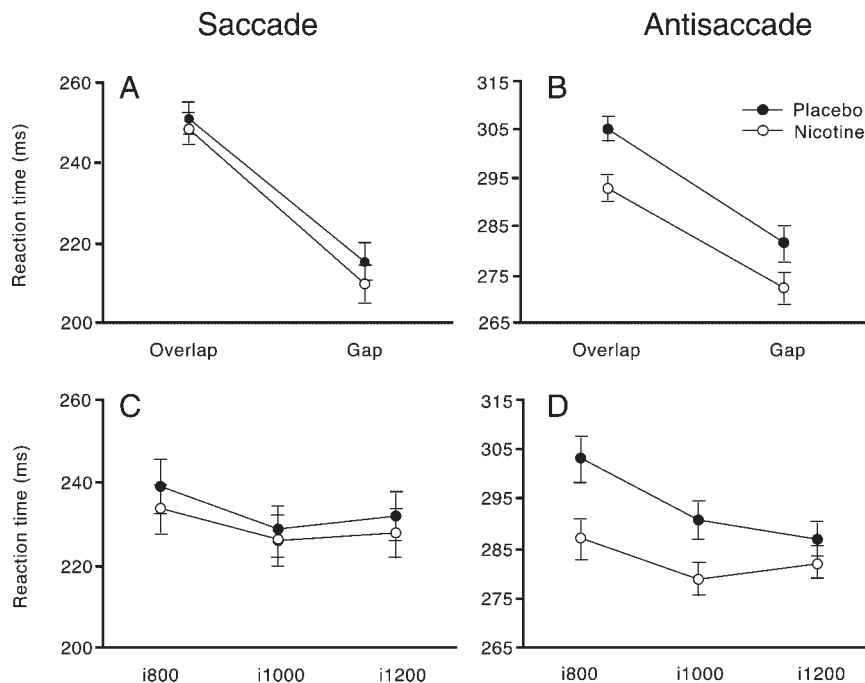 Saccade
Antisaccade
A
Reaction time (ms)
260
240
220
200
Overlap Gap
B
315
305
295
285
275
265
Placebo
Nicotine
Overlap Gap
C
Reaction time (ms)
260
240
220
200
i800 i1000 i1200
D
315
305
295
285
275
265
i800 i1000 i1200